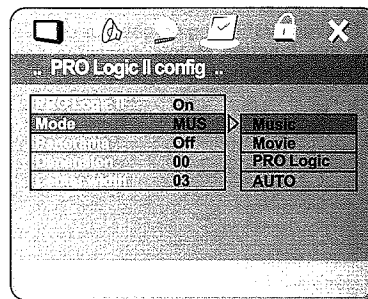 .. PRO Logic II config ..
On
Mode MUS Music
Off Movie
00 PRO Logic
03 AUTO